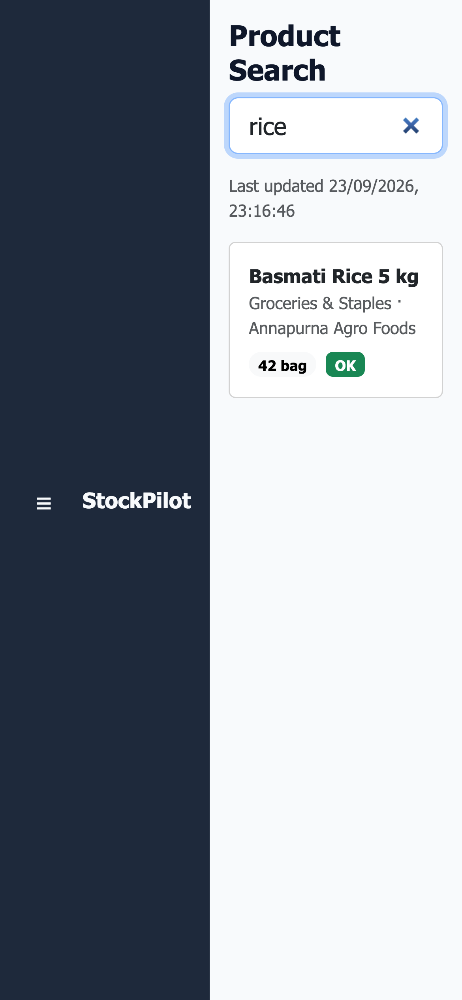 Product
Search
rice
Last updated 23/09/2026,
23:16:46
Basmati Rice 5 kg
Groceries & Staples ·
Annapurna Agro Foods
42 bag OK
StockPilot